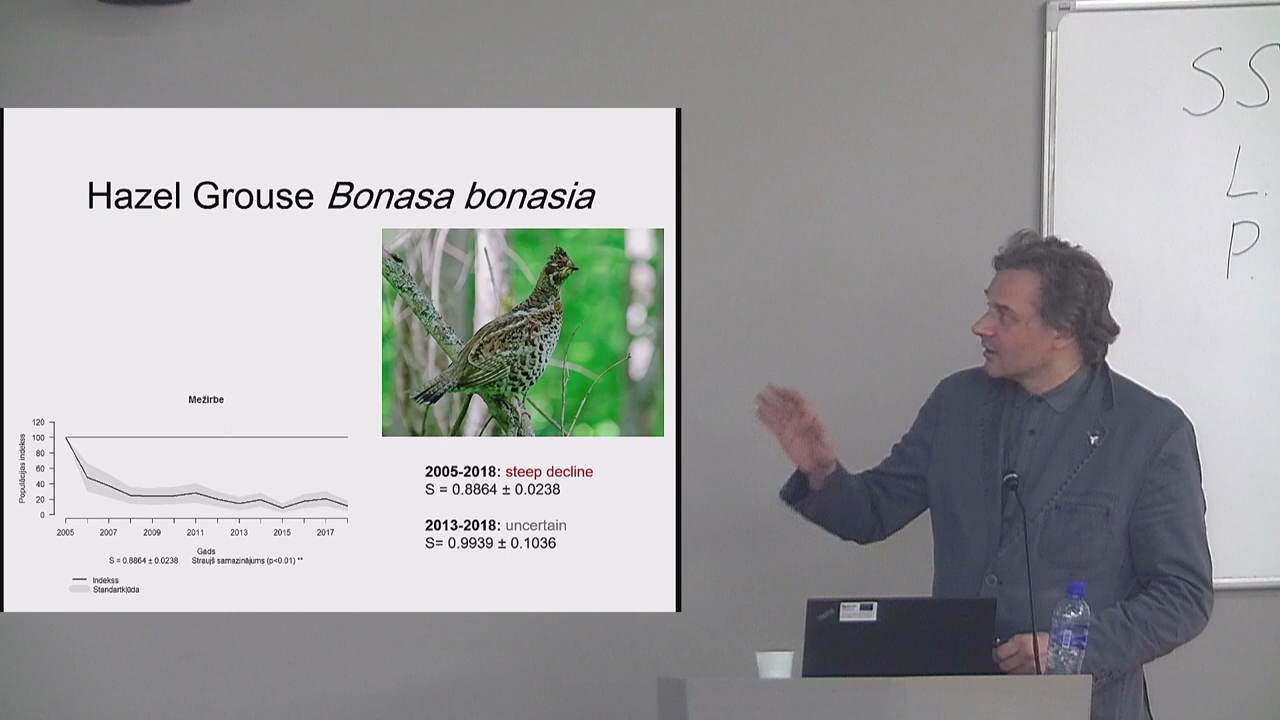 Hazel Grouse Bonasa bonasia
Mežirbe
Populācijas indekss
120
100
80
60
40
20
0
2005 2007 2009 2011 2013 2015 2017
Gads
S = 0.8864 ± 0.0238 Straujš samazinājums (p<0.01) **
Indekss
Standartkļūda
2005-2018: steep decline
S = 0.8864 ± 0.0238
2013-2018: uncertain
S= 0.9939 ± 0.1036
SS
L.
P.